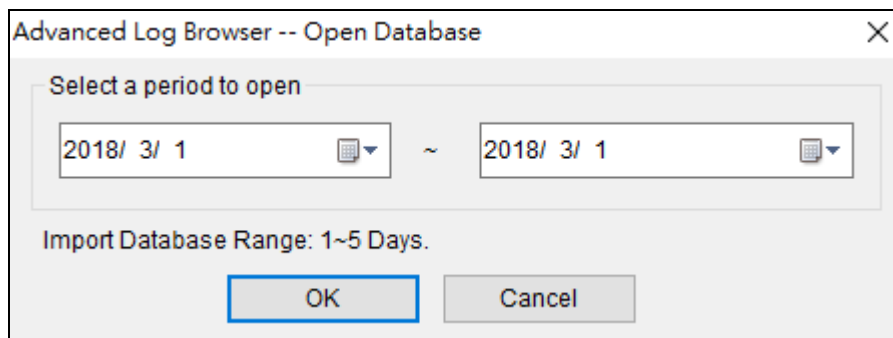 Advanced Log Browser -- Open Database
Select a period to open
2018/ 3/ 1 ~ 2018/ 3/ 1
Import Database Range: 1~5 Days.
OK Cancel